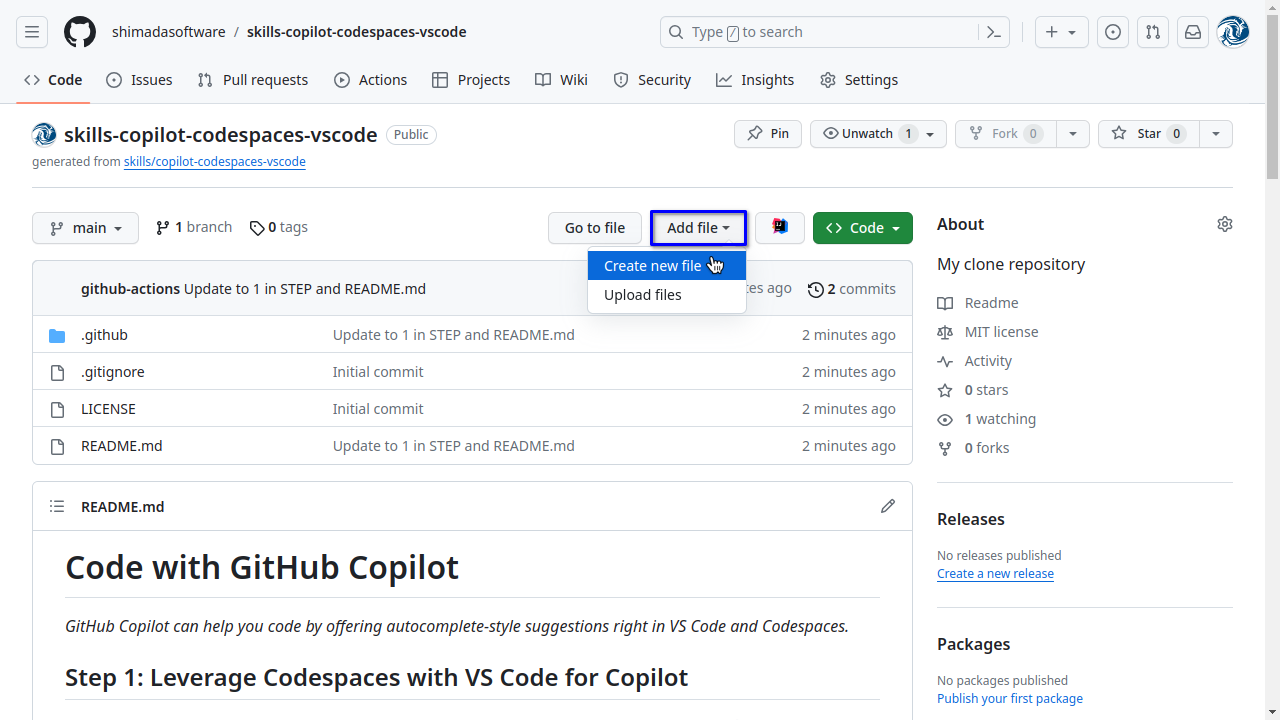 shimadasoftware / skills-copilot-codespaces-vscode
Type / to search
Code Issues Pull requests Actions Projects Wiki Security Insights Settings
skills-copilot-codespaces-vscode Public
Pin Unwatch 1 Fork 0 Star 0
generated from skills/copilot-codespaces-vscode
main 1 branch 0 tags Go to file Add file Code
Create new file
Upload files
github-actions Update to 1 in STEP and README.md
ago 2 commits
.github Update to 1 in STEP and README.md 2 minutes ago
.gitignore Initial commit 2 minutes ago
LICENSE Initial commit 2 minutes ago
README.md Update to 1 in STEP and README.md 2 minutes ago
README.md
Code with GitHub Copilot
GitHub Copilot can help you code by offering autocomplete-style suggestions right in VS Code and Codespaces.
Step 1: Leverage Codespaces with VS Code for Copilot
About
My clone repository
Readme
MIT license
Activity
0 stars
1 watching
0 forks
Releases
No releases published
Create a new release
Packages
No packages published
Publish your first package